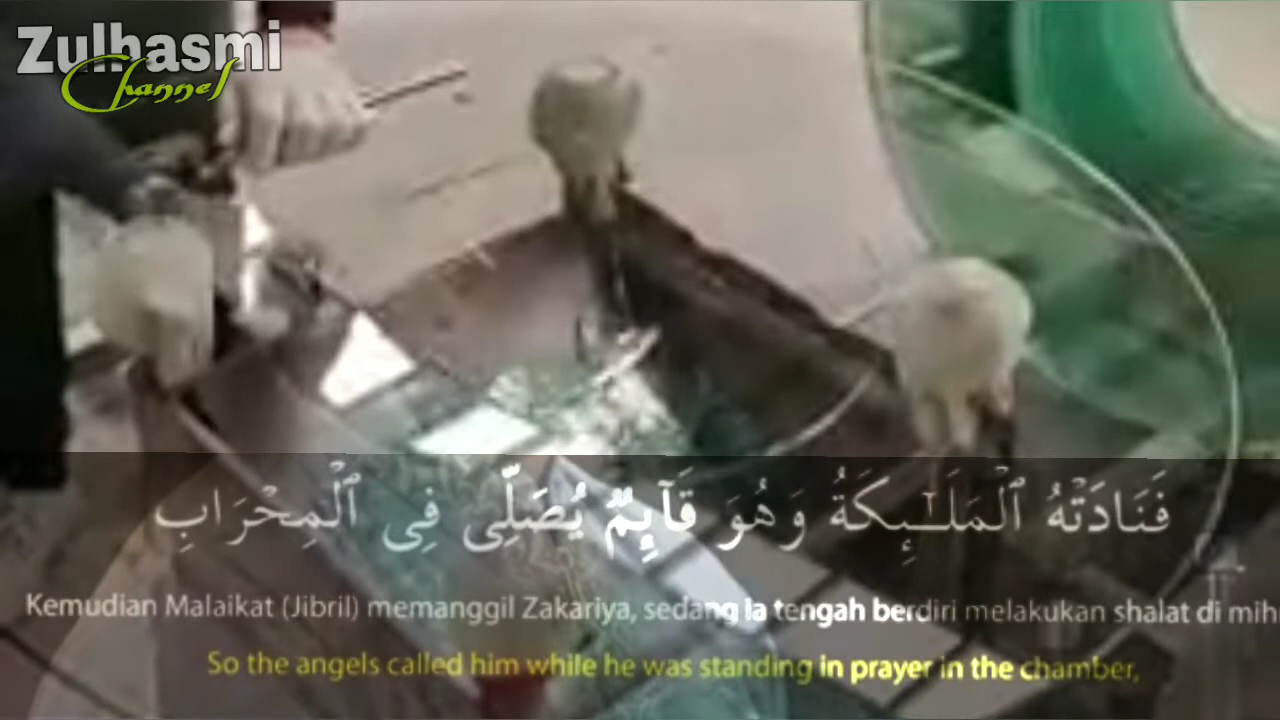 Zulhasmi
Channel
فَنَادَتْهُ ٱلْمَلَـٰٓئِكَةُ وَهُوَ قَآئِمٌ يُصَلِّى فِى ٱلْمِحْرَابِ
Kemudian Malaikat (Jibril) memanggil Zakariya, sedang ia tengah berdiri melakukan shalat di mih
So the angels called him while he was standing in prayer in the chamber,